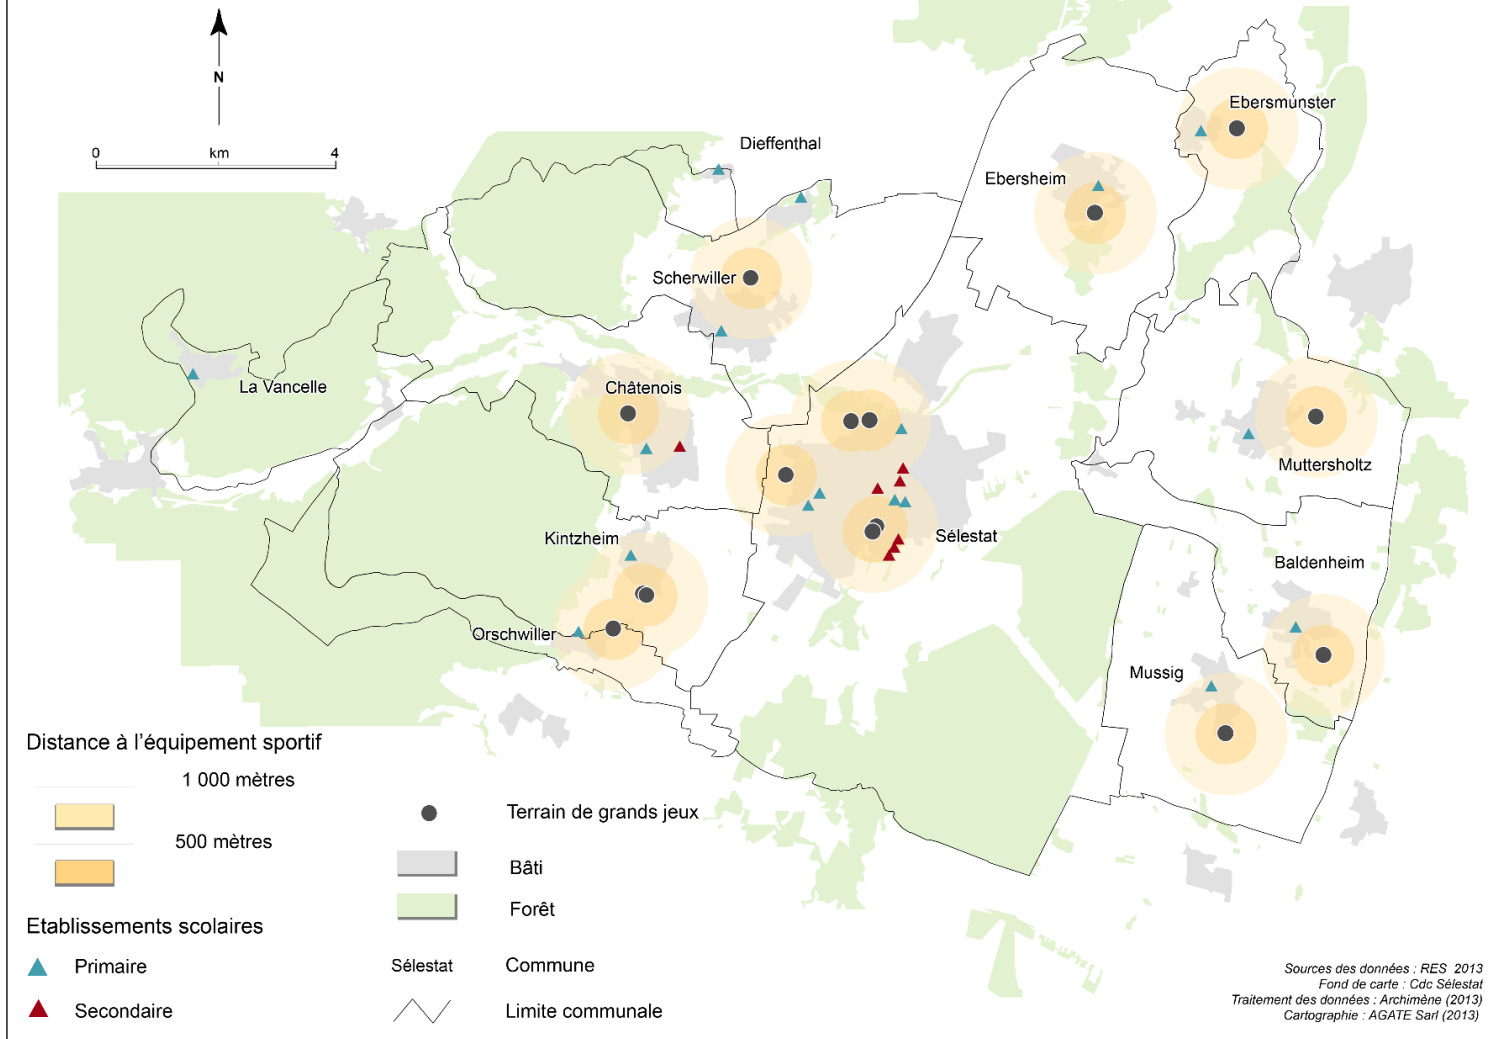 N
0 km 4
Dieffenthal
Ebersmunster
Ebersheim
Scherwiller
La Vancelle
Châtenois
Muttersholtz
Kintzheim
Sélestat
Baldenheim
Orschwiller
Mussig
Distance à l'équipement sportif
1 000 mètres
500 mètres
Etablissements scolaires
Primaire
Secondaire
Terrain de grands jeux
Bâti
Forêt
Sélestat Commune
Limite communale
Sources des données : RES 2013
Fond de carte : Cdc Sélestat
Traitement des données : Archimène (2013)
Cartographie : AGATE Sarl (2013)